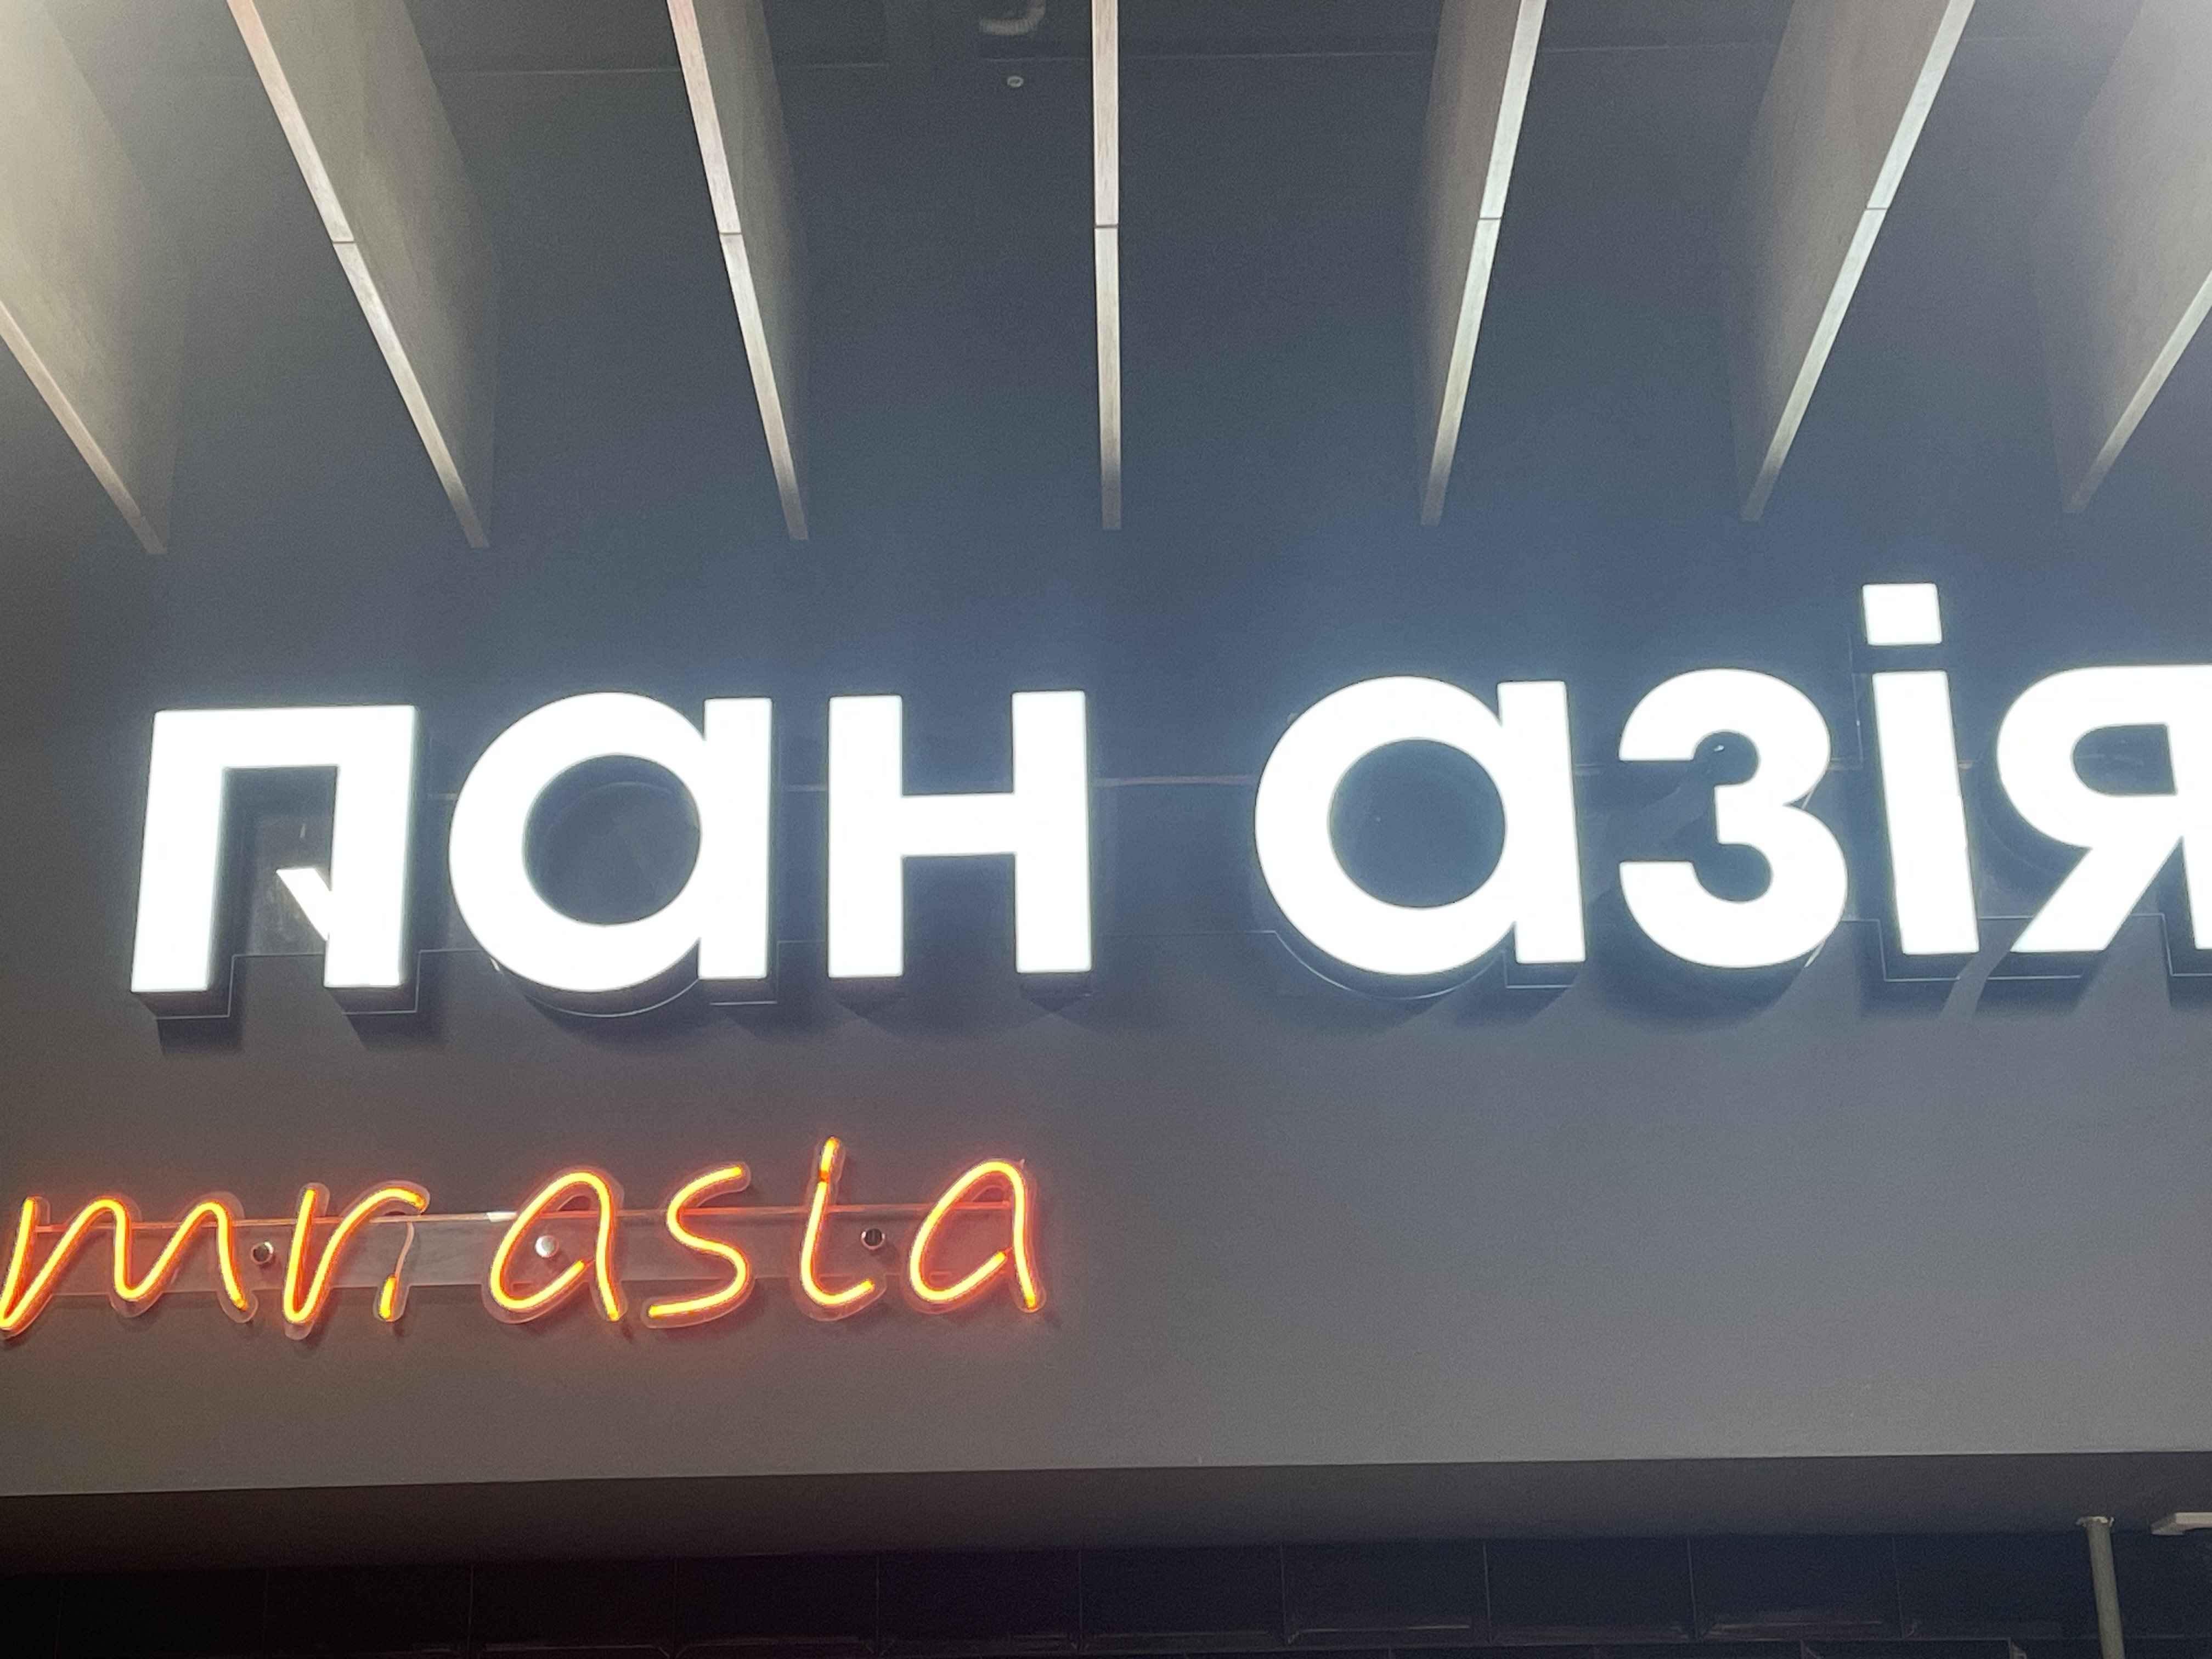 пан азія
mr. asia